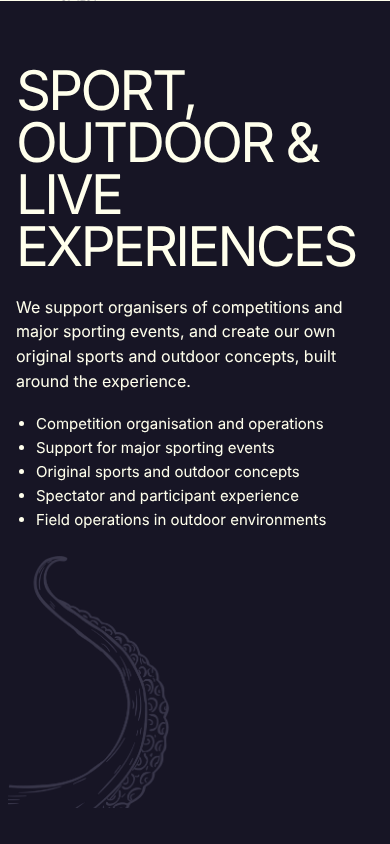 SPORT,
OUTDOOR &
LIVE
EXPERIENCES
We support organisers of competitions and
major sporting events, and create our own
original sports and outdoor concepts, built
around the experience.
• Competition organisation and operations
• Support for major sporting events
• Original sports and outdoor concepts
• Spectator and participant experience
• Field operations in outdoor environments